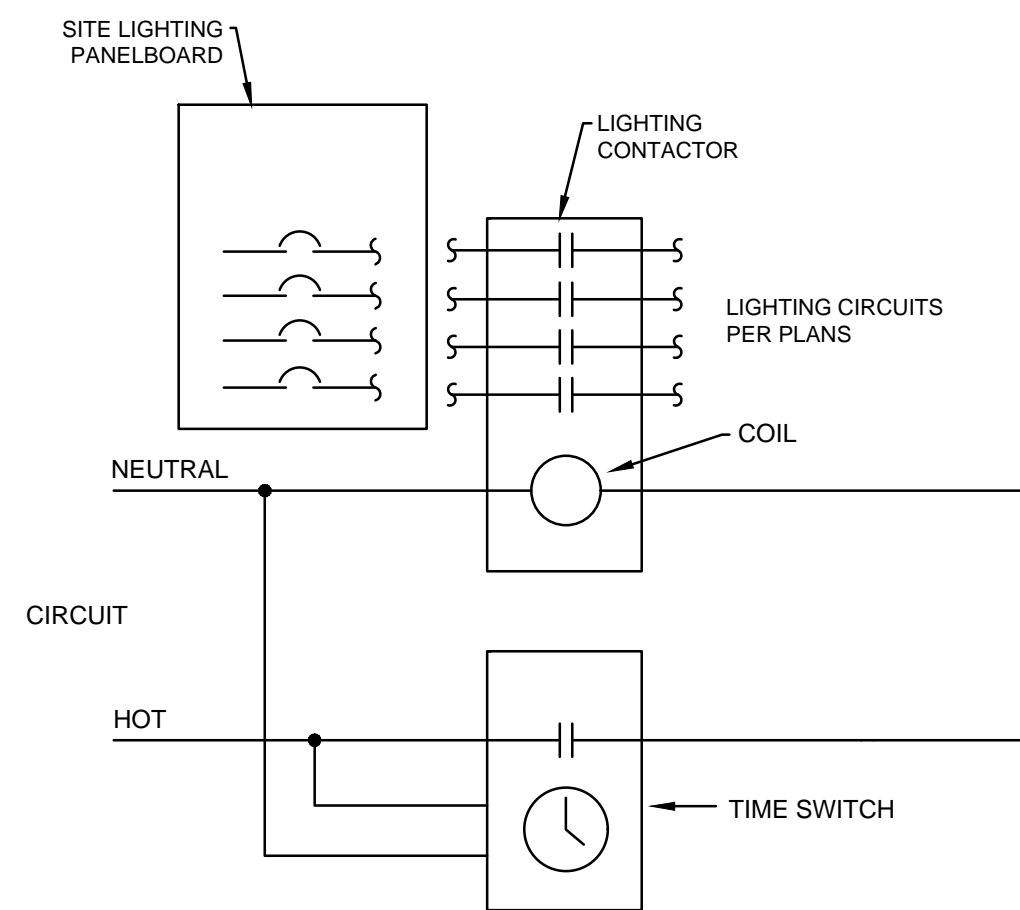 SITE LIGHTING
PANELBOARD
LIGHTING
CONTACTOR
LIGHTING CIRCUITS
PER PLANS
COIL
NEUTRAL
CIRCUIT
HOT
TIME SWITCH